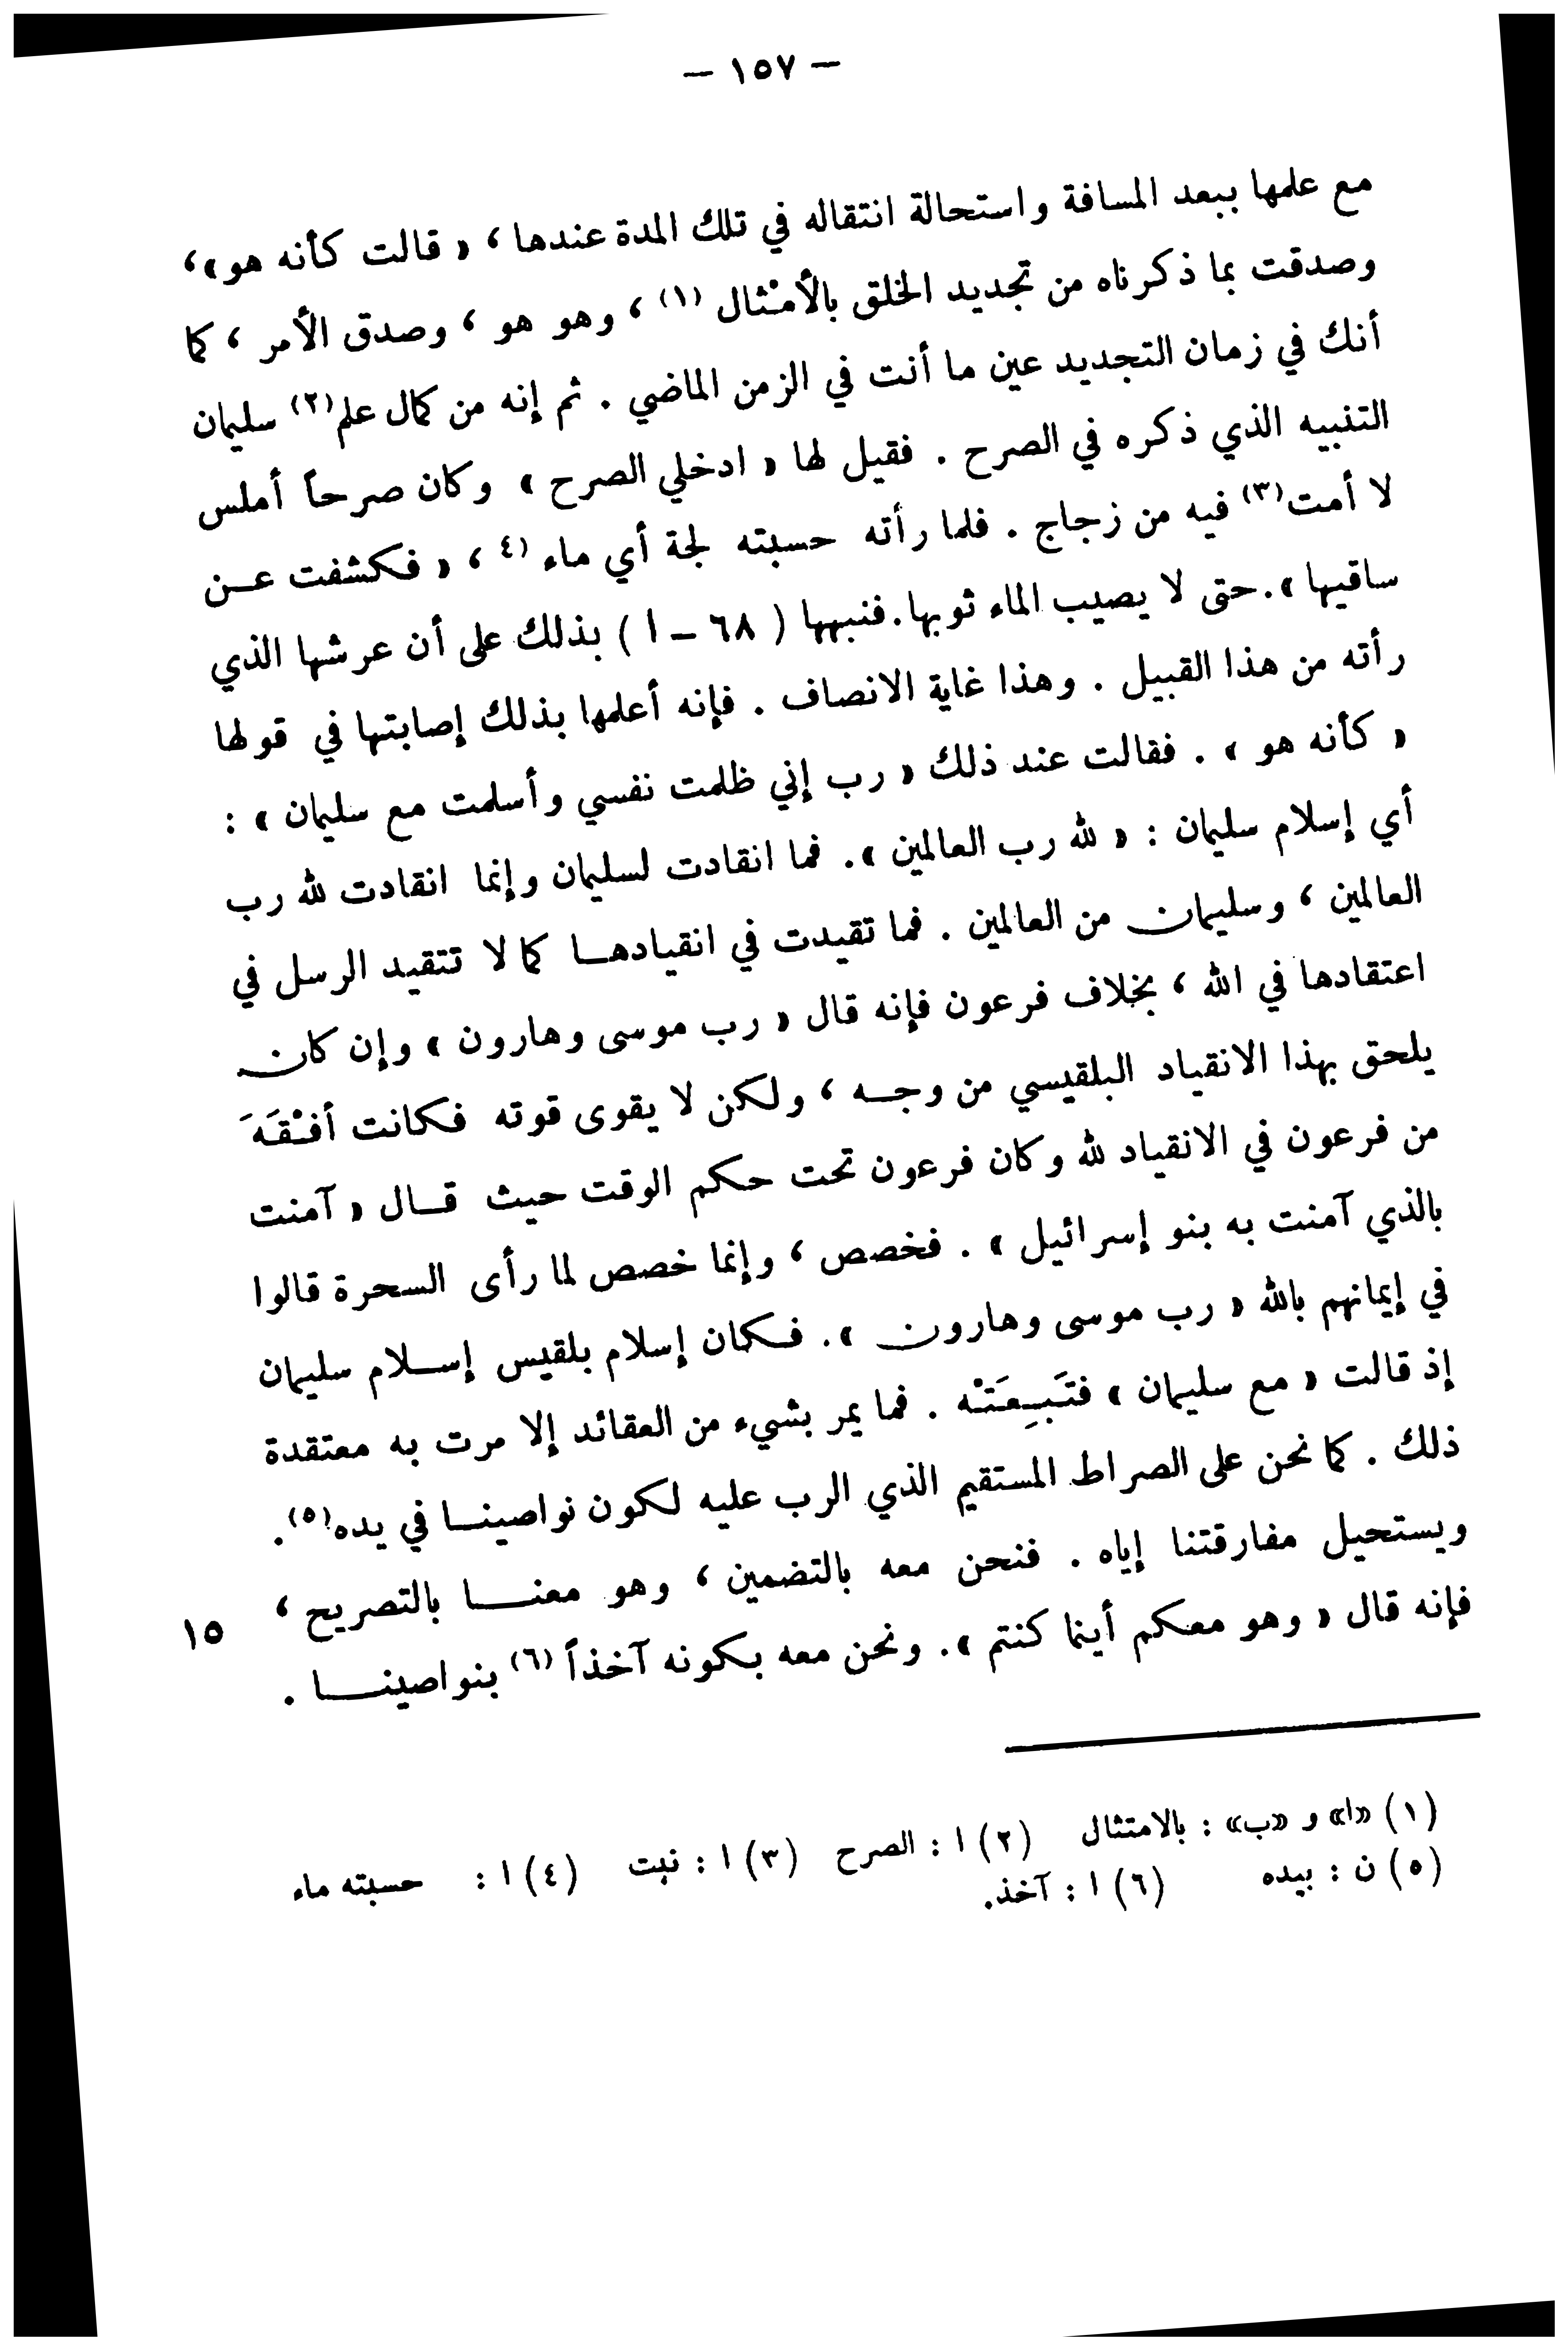 — ١٥٧ —
مع علمها ببعد المسافة واستحالة انتقاله في تلك المدة عندها ، « قالت كأنه هو»،
وصدقت بما ذكرناه من تجديد الخلق بالأمْثال (١) ، وهو هو ، وصدق الأمر ، كما
أنك في زمان التجديد عين ما أنت في الزمن الماضي . ثم إنه من كمال علم(٢) سليمان
التنبيه الذي ذكره في الصرح . فقيل لها « ادخلي الصرح » وكان صرحاً أملس
لا أمت(٣) فيه من زجاج . فلما رأته حسبته لجة أي ماء (٤ ، « فكشفت عـن
ساقيها ».حتى لا يصيب الماء ثوبها.فنبهها ( ٦٨ – ا ) بذلك على أن عرشها الذي
رأته من هذا القبيل . وهذا غاية الانصاف . فإنه أعلمها بذلك إصابتها في قولها
« كأنه هو » . فقالت عند ذلك « رب إني ظلمت نفسي وأسلمت مع سليمان » :
أي إسلام سليمان : « لله رب العالمين ». فما انقادت لسليمان وإنما انقادت لله رب
العالمين ، وسليمان من العالمين . فما تقيدت في انقيادهـا كما لا تتقيد الرسل في
اعتقادها في الله ، بخلاف فرعون فإنه قال « رب موسى وهارون » وإن كان
يلحق بهذا الانقياد البلقيسي من وجـه ، ولكن لا يقوى قوته فكانت أفْقَهَ
من فرعون في الانقياد لله وكان فرعون تحت حكم الوقت حيث قـال « آمنت
بالذي آمنت به بنو إسرائيل » . فخصص ، وإنما خصص لما رأى السحرة قالوا
في إيمانهم بالله « رب موسى وهارون ». فكان إسلام بلقيس إسـلام سليمان
إذ قالت « مع سليمان » فتَبِعَتْه . فما يمر بشيء من العقائد إلا مرت به معتقدة
ذلك . كما نحن على الصراط المستقيم الذي الرب عليه لكون نواصينـا في يده(٥).
ويستحيل مفارقتنا إياه . فنحن معه بالتضمين ، وهو معنـا بالتصريح ، ١٥
فإنه قال « وهو معكم أينما كنتم ». ونحن معه بكونه آخذاً (٦) بنواصينـا .
(١) «ا» و «ب» : بالامتثال (٢) ا : الصرح (٣) ا : نبت (٤) ا : حسبته ماء
(٥) ن : بيده (٦) ا : آخذ.